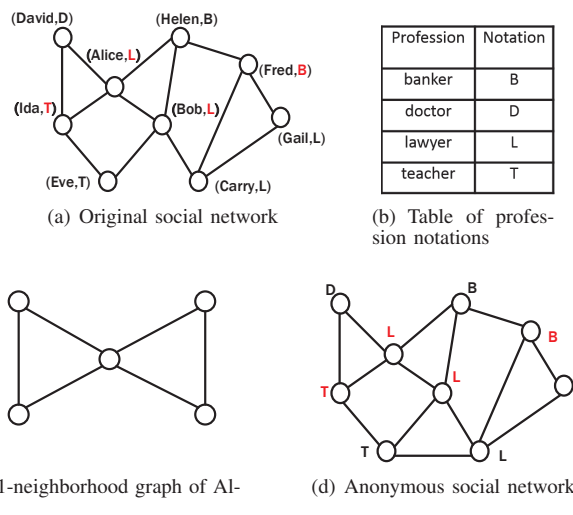 (David,D)
(Helen,B)
(Alice,L)
(Fred,B)
(Ida,T)
(Bob,L)
(Gail,L)
(Eve,T)
(Carry,L)
(a) Original social network
Profession Notation
banker B
doctor D
lawyer L
teacher T
(b) Table of profes-
sion notations
D
B
L
B
T
L
T
L
1-neighborhood graph of Al-
(d) Anonymous social network